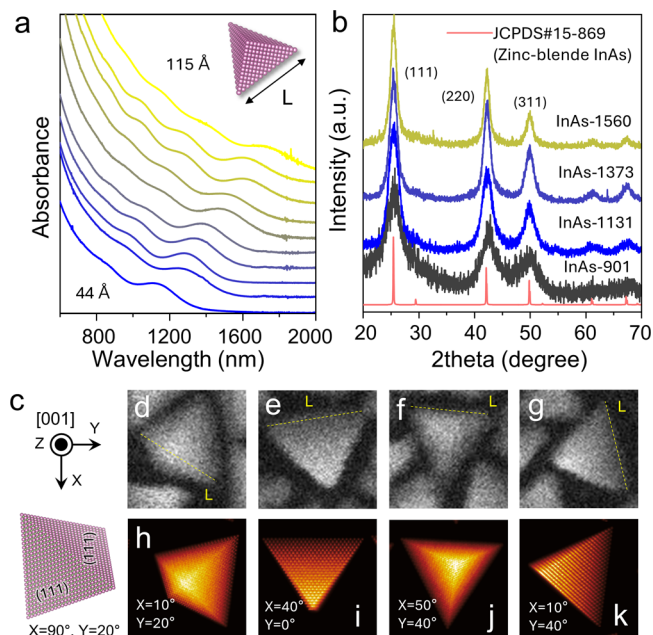 a
115 Å
L
44 Å
Absorbance
800
1200
1600
2000
Wavelength (nm)
b
JCPDS#15-869
(Zinc-blende InAs)
(111)
(220)
(311)
InAs-1560
InAs-1373
InAs-1131
InAs-901
Intensity (a.u.)
20
30
40
50
60
70
2theta (degree)
c
[001]
Z
Y
X
(111)
(111)
X=90°, Y=20°
d
L
e
L
f
L
g
L
h
X=10°
Y=20°
i
X=40°
Y=0°
j
X=50°
Y=40°
k
X=10°
Y=40°